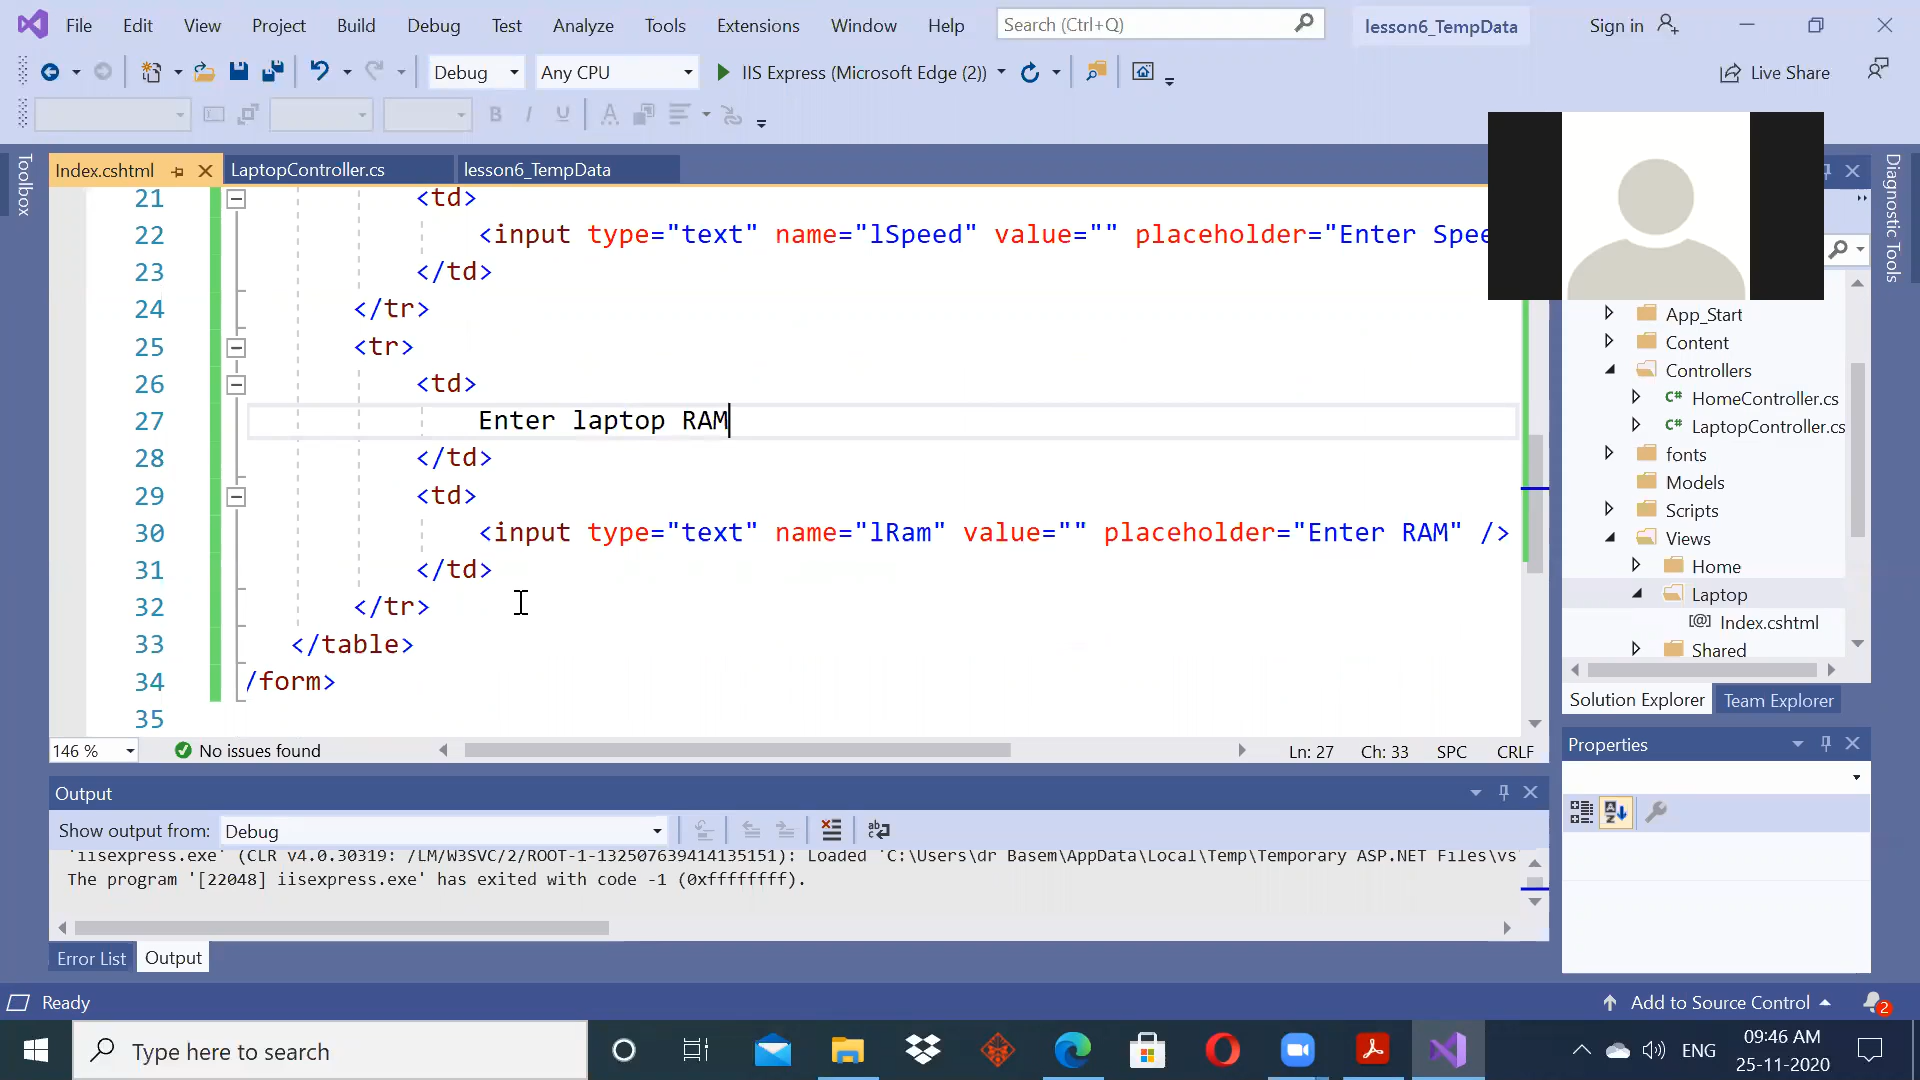 File Edit View Project Build Debug Test Analyze Tools Extensions Window Help Search (Ctrl+Q) lesson6_TempData Sign in
Debug Any CPU IIS Express (Microsoft Edge (2)) Live Share
Toolbox
Index.cshtml LaptopController.cs lesson6_TempData
21 <td>
22 <input type="text" name="lSpeed" value="" placeholder="Enter Spee
23 </td>
24 </tr>
25 <tr>
26 <td>
27 Enter laptop RAM
28 </td>
29 <td>
30 <input type="text" name="lRam" value="" placeholder="Enter RAM" />
31 </td>
32 </tr>
33 </table>
34 /form>
35
146 % No issues found Ln: 27 Ch: 33 SPC CRLF
Diagnostic Tools
App_Start
Content
Controllers
C# HomeController.cs
C# LaptopController.cs
fonts
Models
Scripts
Views
Home
Laptop
[@] Index.cshtml
Shared
Solution Explorer Team Explorer
Properties
Output
Show output from: Debug
'iisexpress.exe' (CLR v4.0.30319: /LM/W3SVC/2/ROOT-1-132507639414135151): Loaded 'C:\Users\dr Basem\AppData\Local\Temp\Temporary ASP.NET Files\vs
The program '[22048] iisexpress.exe' has exited with code -1 (0xffffffff).
Error List Output
Ready Add to Source Control 2
Type here to search ENG 09:46 AM
25-11-2020